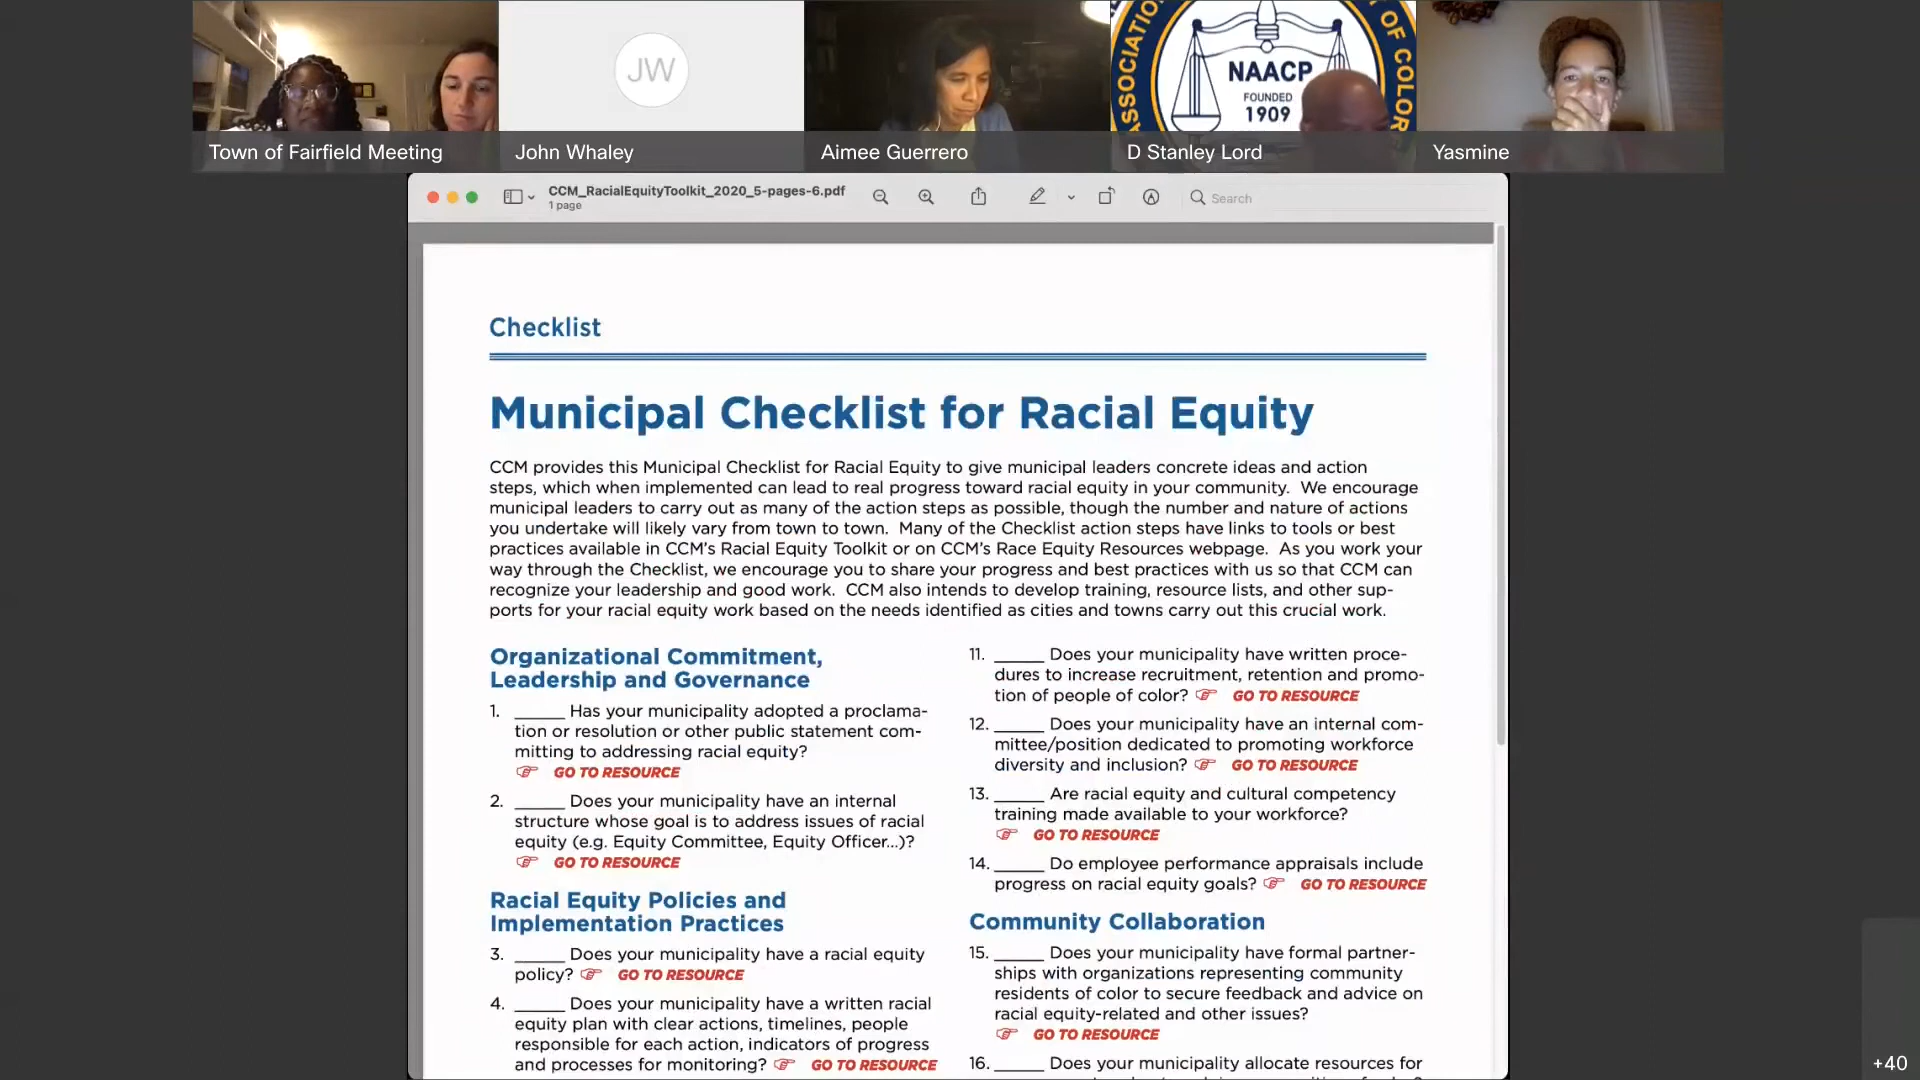 Town of Fairfield Meeting
JW
John Whaley
Aimee Guerrero
ASSOCIATION
OF COLOR
NAACP
FOUNDED
1909
D Stanley Lord
Yasmine
CCM_RacialEquityToolkit_2020_5-pages-6.pdf
1 page
Search
Checklist
Municipal Checklist for Racial Equity
CCM provides this Municipal Checklist for Racial Equity to give municipal leaders concrete ideas and action
steps, which when implemented can lead to real progress toward racial equity in your community. We encourage
municipal leaders to carry out as many of the action steps as possible, though the number and nature of actions
you undertake will likely vary from town to town. Many of the Checklist action steps have links to tools or best
practices available in CCM's Racial Equity Toolkit or on CCM's Race Equity Resources webpage. As you work your
way through the Checklist, we encourage you to share your progress and best practices with us so that CCM can
recognize your leadership and good work. CCM also intends to develop training, resource lists, and other sup-
ports for your racial equity work based on the needs identified as cities and towns carry out this crucial work.
Organizational Commitment,
Leadership and Governance
1. _____ Has your municipality adopted a proclama-
tion or resolution or other public statement com-
mitting to addressing racial equity?
GO TO RESOURCE
2. _____ Does your municipality have an internal
structure whose goal is to address issues of racial
equity (e.g. Equity Committee, Equity Officer...)?
GO TO RESOURCE
Racial Equity Policies and
Implementation Practices
3. _____ Does your municipality have a racial equity
policy? GO TO RESOURCE
4. _____ Does your municipality have a written racial
equity plan with clear actions, timelines, people
responsible for each action, indicators of progress
and processes for monitoring? GO TO RESOURCE
11. _____ Does your municipality have written proce-
dures to increase recruitment, retention and promo-
tion of people of color? GO TO RESOURCE
12. _____ Does your municipality have an internal com-
mittee/position dedicated to promoting workforce
diversity and inclusion? GO TO RESOURCE
13. _____ Are racial equity and cultural competency
training made available to your workforce?
GO TO RESOURCE
14. _____ Do employee performance appraisals include
progress on racial equity goals? GO TO RESOURCE
Community Collaboration
15. _____ Does your municipality have formal partner-
ships with organizations representing community
residents of color to secure feedback and advice on
racial equity-related and other issues?
GO TO RESOURCE
16. _____ Does your municipality allocate resources for
+40